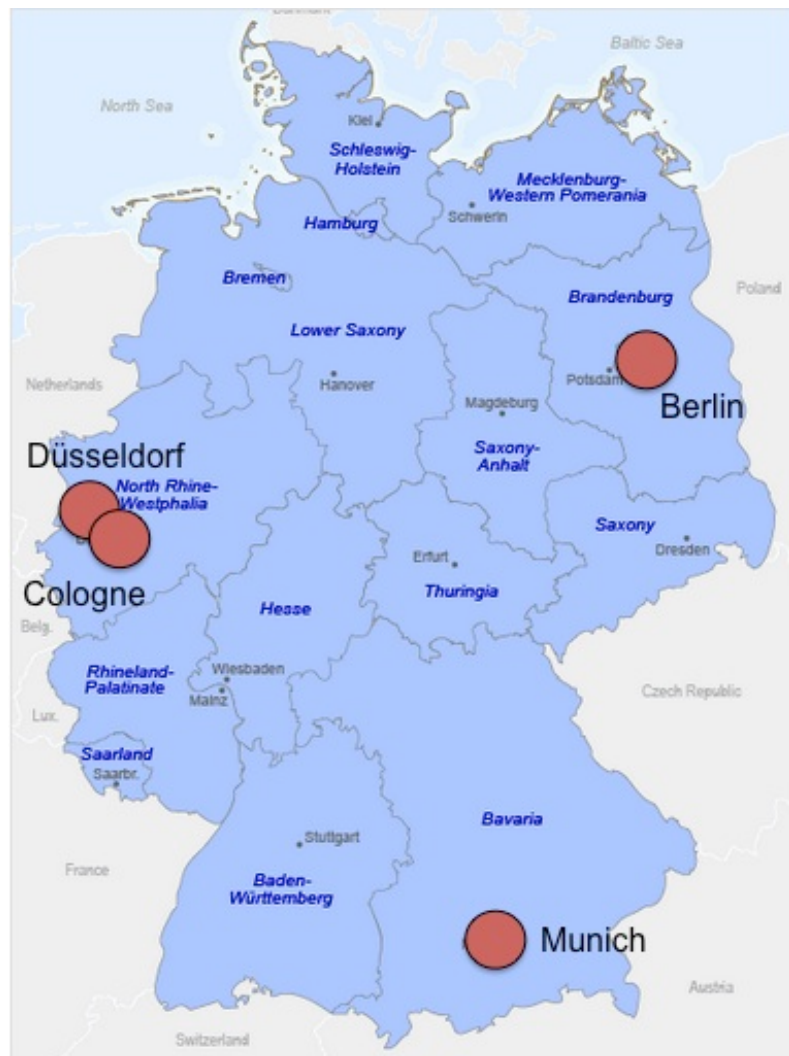 Denmark
Baltic Sea
North Sea
Kiel
Schleswig-
Holstein
Mecklenburg-
Western Pomerania
Schwerin
Hamburg
Bremen
Brandenburg
Poland
Lower Saxony
Hanover
Potsdam
Netherlands
Magdeburg
Berlin
Düsseldorf
Saxony-
Anhalt
North Rhine-
Westphalia
Saxony
Dresden
Erfurt
Thuringia
Cologne
Hesse
Belg.
Wiesbaden
Rhineland-
Palatinate
Mainz
Czech Republic
Lux.
Saarland
Saarbr.
Bavaria
Stuttgart
France
Baden-
Württemberg
Munich
Austria
Switzerland